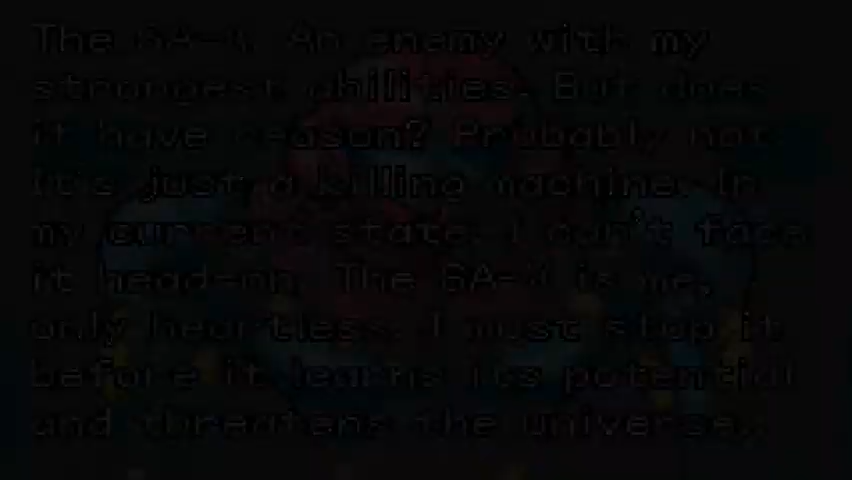 The SA-X. An enemy with my
strongest abilities. But does
it have reason? Probably not.
It's just a killing machine. In
my current state, I can't face
it head-on. The SA-X is me,
only heartless. I must stop it
before it learns its potential
and threatens the universe.